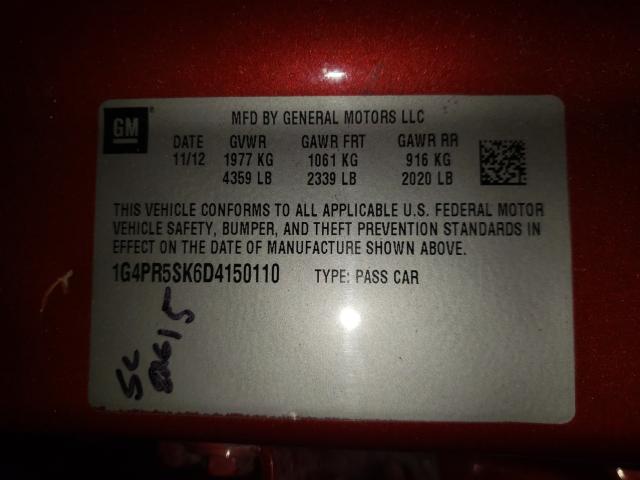 GM
MFD BY GENERAL MOTORS LLC
DATE GVWR GAWR FRT GAWR RR
11/12 1977 KG 1061 KG 916 KG
4359 LB 2339 LB 2020 LB
THIS VEHICLE CONFORMS TO ALL APPLICABLE U.S. FEDERAL MOTOR
VEHICLE SAFETY, BUMPER, AND THEFT PREVENTION STANDARDS IN
EFFECT ON THE DATE OF MANUFACTURE SHOWN ABOVE.
1G4PR5SK6D4150110 TYPE: PASS CAR